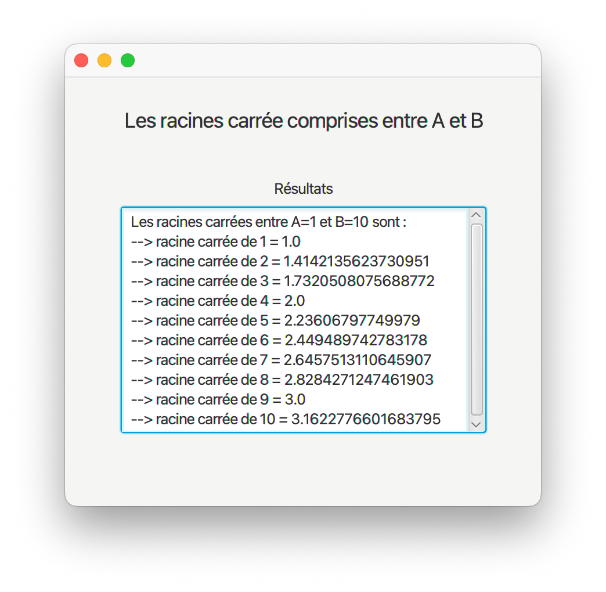 Les racines carrée comprises entre A et B
Résultats
Les racines carrées entre A=1 et B=10 sont :
--> racine carrée de 1 = 1.0
--> racine carrée de 2 = 1.4142135623730951
--> racine carrée de 3 = 1.7320508075688772
--> racine carrée de 4 = 2.0
--> racine carrée de 5 = 2.23606797749979
--> racine carrée de 6 = 2.449489742783178
--> racine carrée de 7 = 2.6457513110645907
--> racine carrée de 8 = 2.8284271247461903
--> racine carrée de 9 = 3.0
--> racine carrée de 10 = 3.1622776601683795